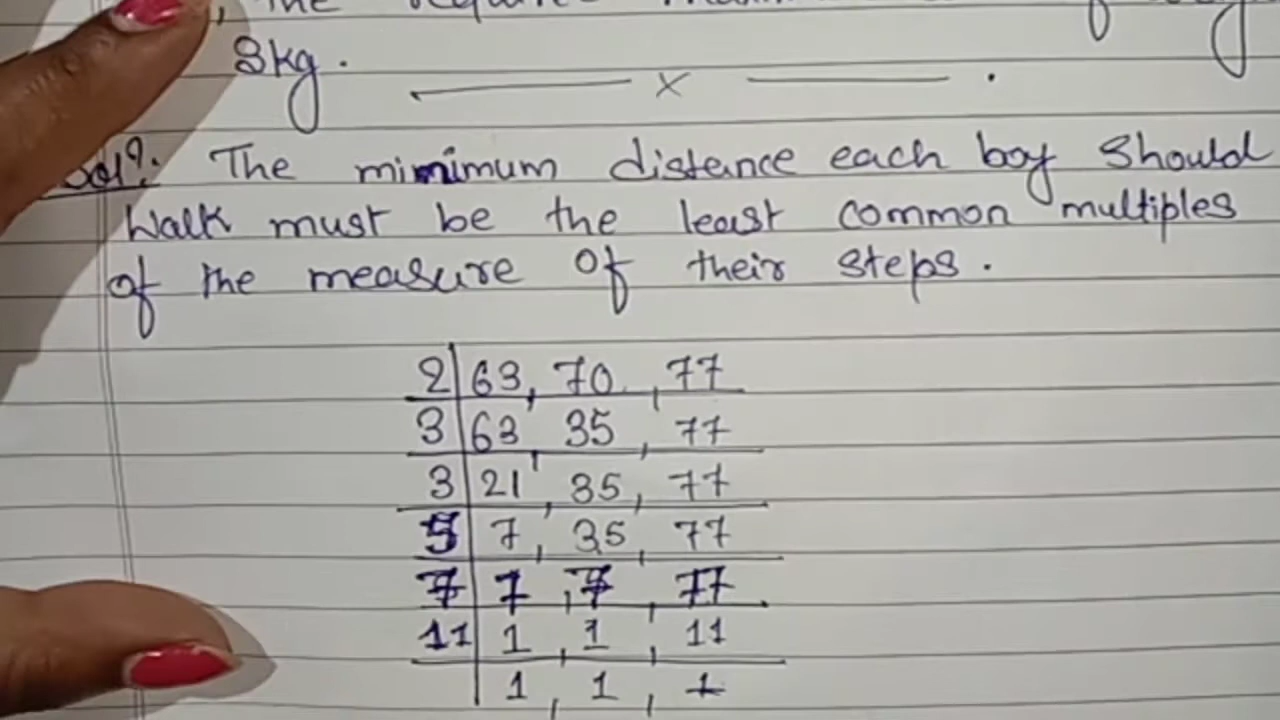 The
8kg.
x
Sol?: The minimum distance each boy should
Walk must be the least common multiples
of the measure of their steps.
2 | 63, 70, 77
3 | 63, 35, 77
3 | 21, 35, 77
5 | 7, 35, 77
7 | 7, 7, 77
11 | 1, 1, 11
1, 1, 1